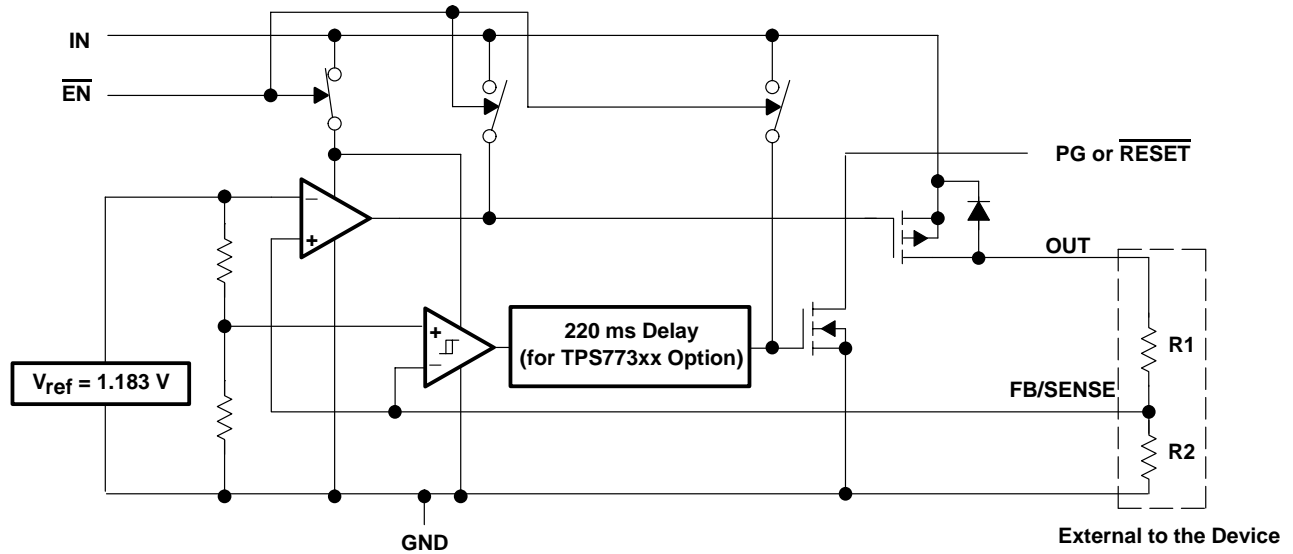 IN
EN
PG or RESET
OUT
−
+
+
−
220 ms Delay
(for TPS773xx Option)
R1
Vref = 1.183 V
FB/SENSE
R2
GND
External to the Device